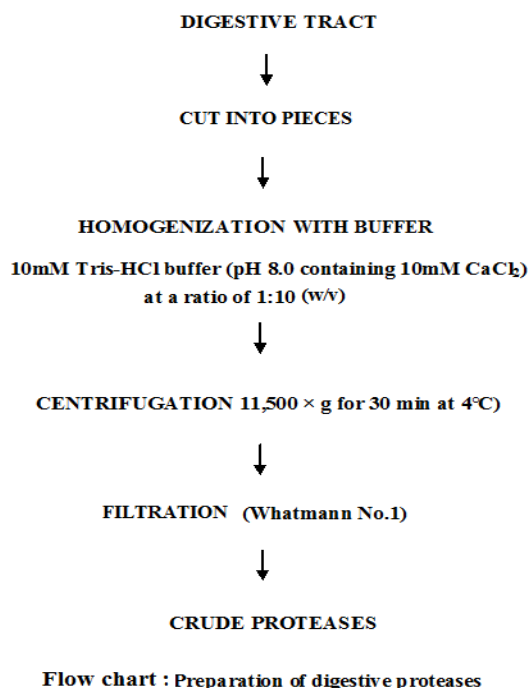 DIGESTIVE TRACT
CUT INTO PIECES
HOMOGENIZATION WITH BUFFER
10mM Tris-HCl buffer (pH 8.0 containing 10mM CaCl₂)
at a ratio of 1:10 (w/v)
CENTRIFUGATION 11,500 × g for 30 min at 4°C)
FILTRATION (Whatmann No.1)
CRUDE PROTEASES
Flow chart : Preparation of digestive proteases